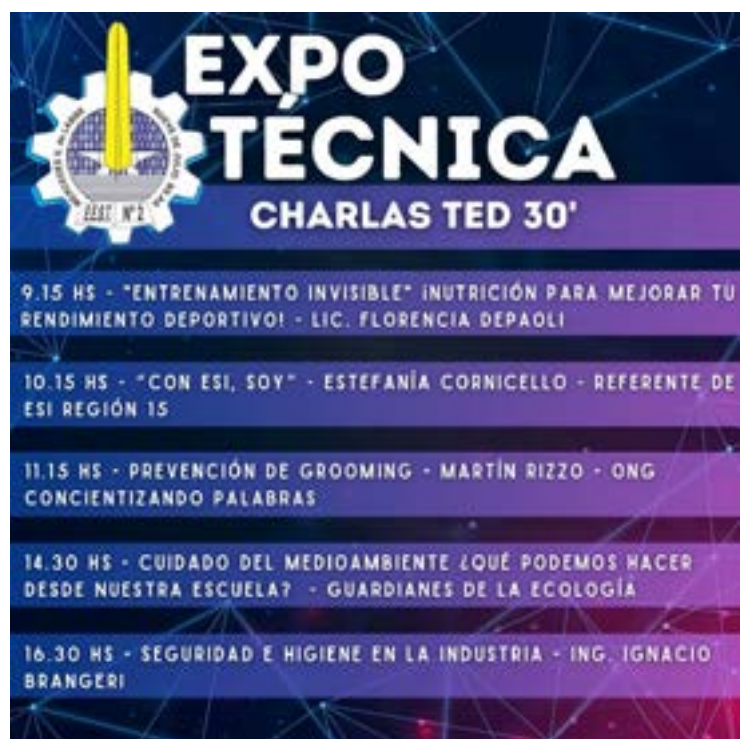 EXPO
TÉCNICA
E.E.S.T. Nº 2
CHARLAS TED 30'
9.15 HS - "ENTRENAMIENTO INVISIBLE" ¡NUTRICIÓN PARA MEJORAR TU
RENDIMIENTO DEPORTIVO! - LIC. FLORENCIA DEPAOLI
10.15 HS - "CON ESI, SOY" - ESTEFANÍA CORNICELLO - REFERENTE DE
ESI REGIÓN 15
11.15 HS - PREVENCIÓN DE GROOMING - MARTÍN RIZZO - ONG
CONCIENTIZANDO PALABRAS
14.30 HS - CUIDADO DEL MEDIOAMBIENTE ¿QUÉ PODEMOS HACER
DESDE NUESTRA ESCUELA? - GUARDIANES DE LA ECOLOGÍA
16.30 HS - SEGURIDAD E HIGIENE EN LA INDUSTRIA - ING. IGNACIO
BRANGERI